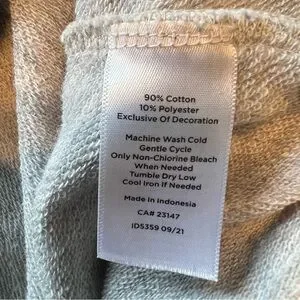 90% Cotton
10% Polyester
Exclusive Of Decoration
Machine Wash Cold
Gentle Cycle
Only Non-Chlorine Bleach
When Needed
Tumble Dry Low
Cool Iron If Needed
Made In Indonesia
CA# 23147
ID5359 09/21